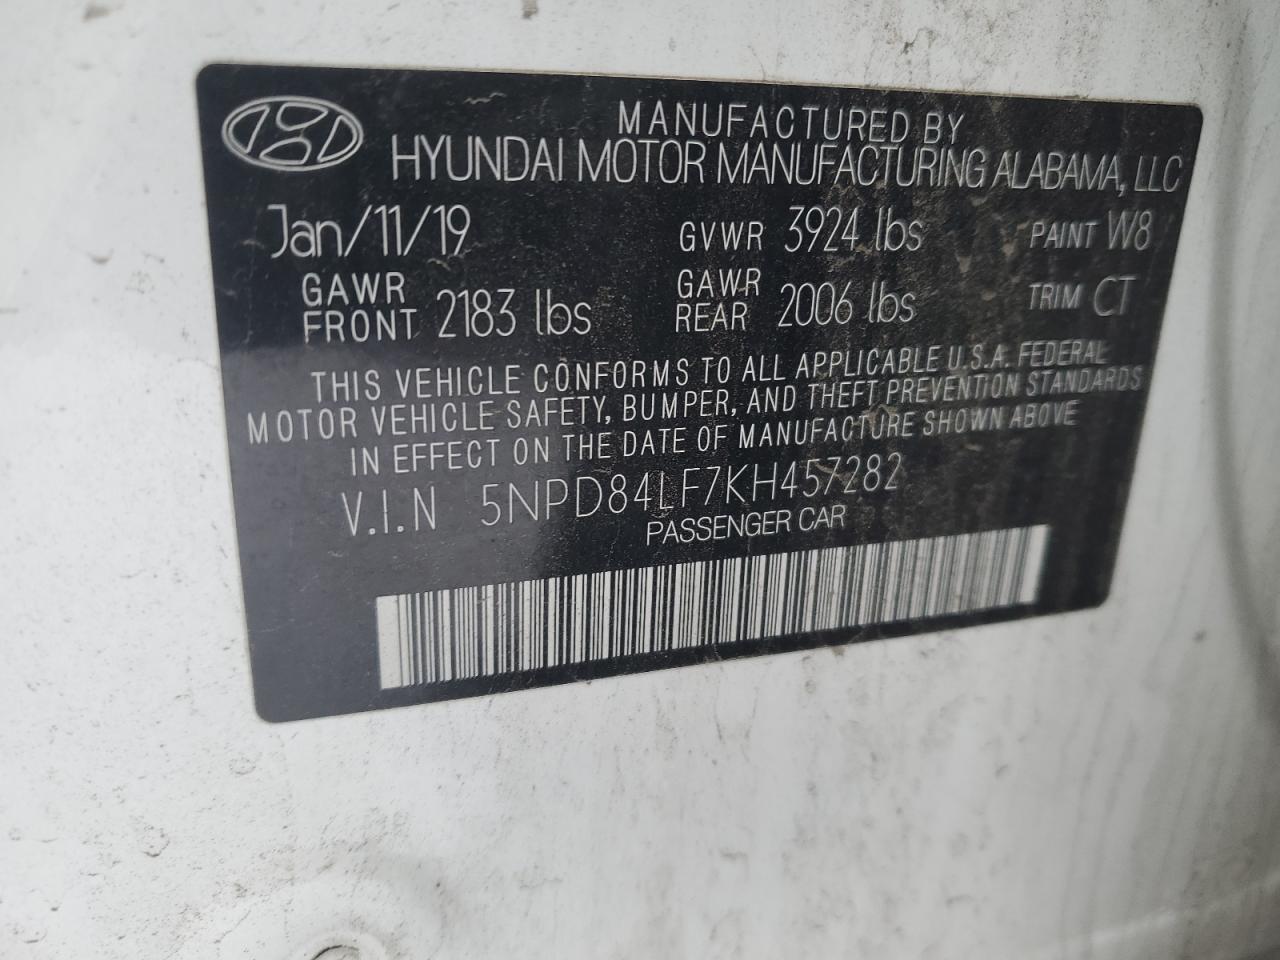 MANUFACTURED BY
HYUNDAI MOTOR MANUFACTURING ALABAMA, LLC
Jan/11/19 GVWR 3924 lbs PAINT W8
GAWR FRONT 2183 lbs GAWR REAR 2006 lbs TRIM CT
THIS VEHICLE CONFORMS TO ALL APPLICABLE U.S.A. FEDERAL
MOTOR VEHICLE SAFETY, BUMPER, AND THEFT PREVENTION STANDARDS
IN EFFECT ON THE DATE OF MANUFACTURE SHOWN ABOVE
V.I.N 5NPD84LF7KH457282
PASSENGER CAR